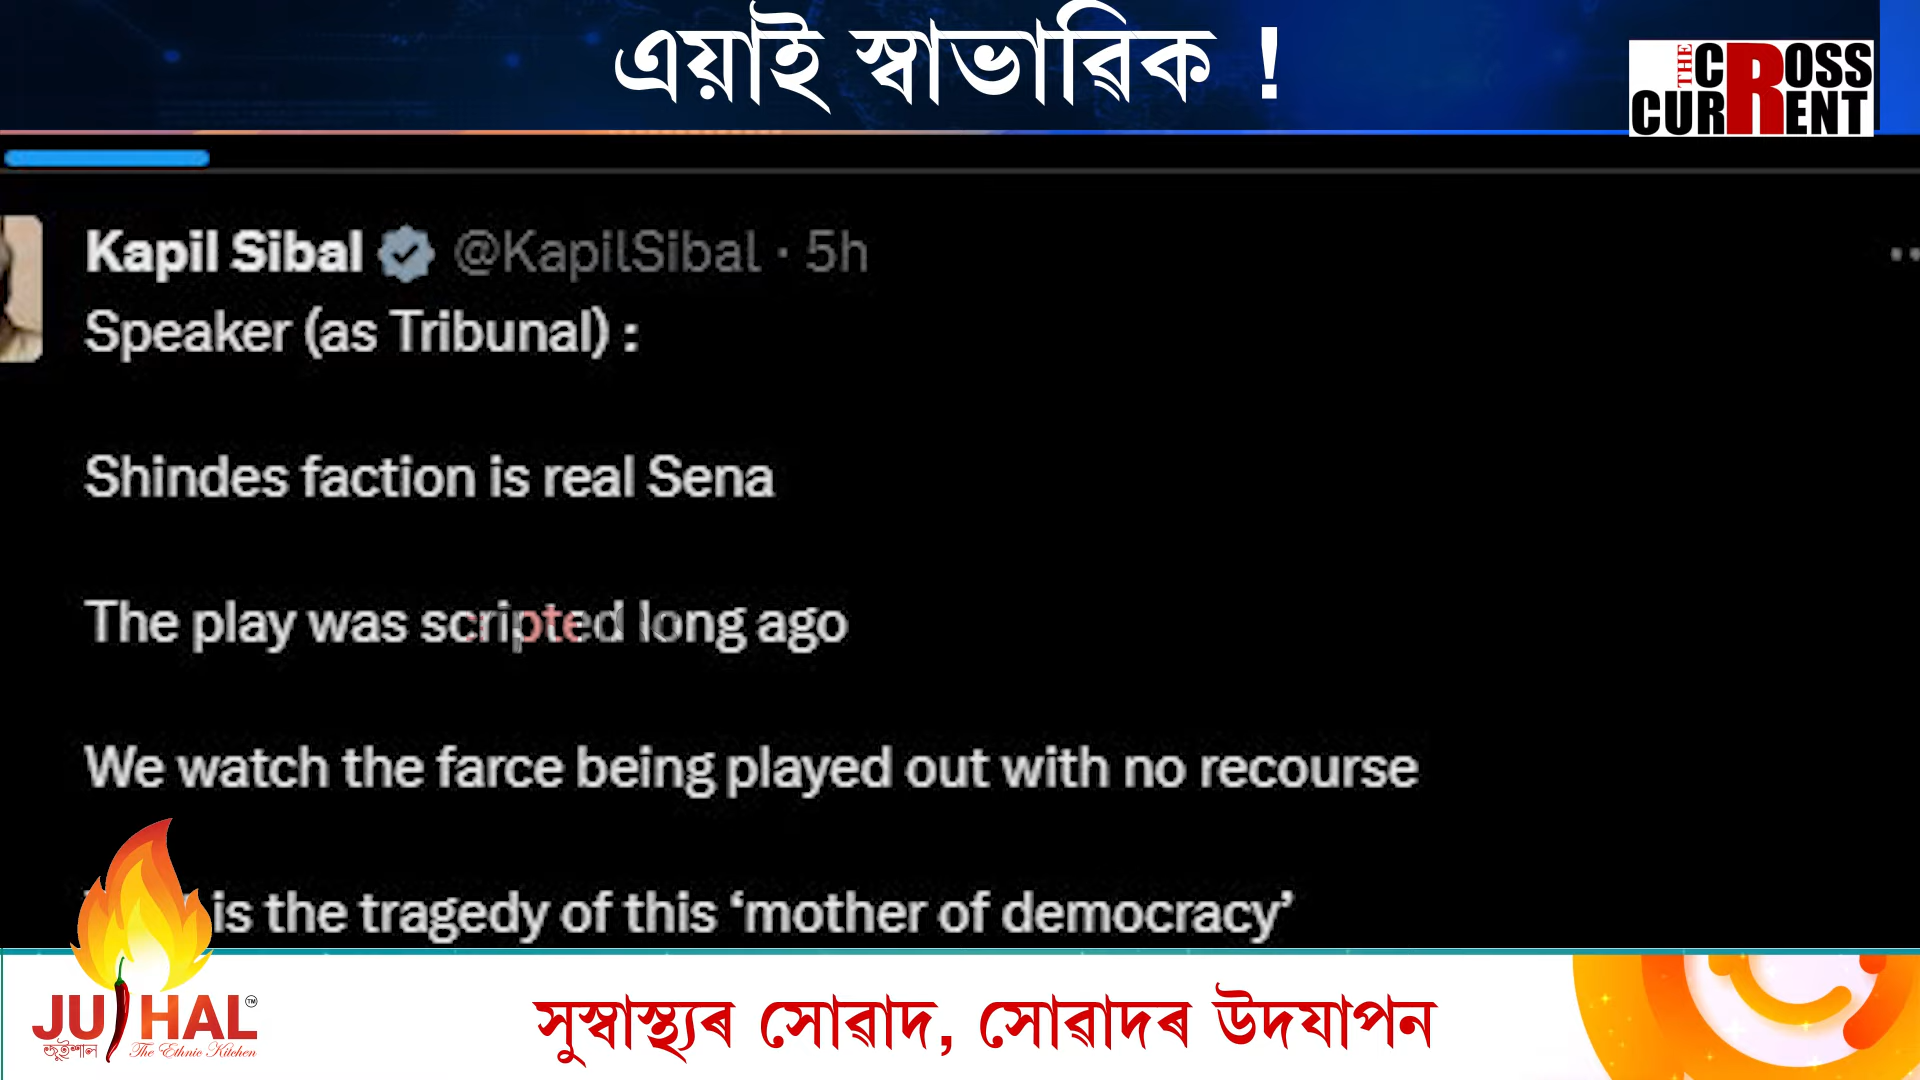 এয়াই স্বাভাৱিক !
THE CROSS
CURRENT
Kapil Sibal @KapilSibal · 5h
Speaker (as Tribunal) :
Shindes faction is real Sena
The play was scripted long ago
We watch the farce being played out with no recourse
is the tragedy of this ‘mother of democracy’
JUIHAL™
জুইশাল The Ethnic Kitchen
সুস্বাস্থ্যৰ সোৱাদ, সোৱাদৰ উদযাপন